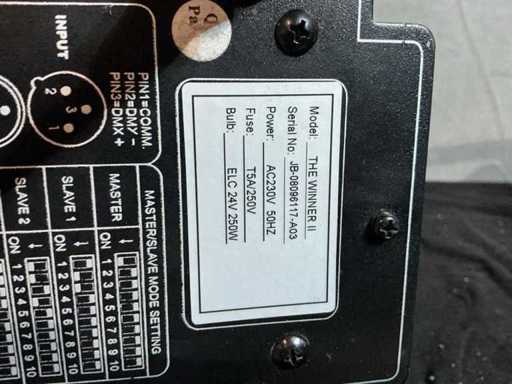 Model: THE WINNER II
Serial No: JB-08096117-A03
Power: AC230V 50HZ
Fuse: T5A/250V
Bulb: ELC 24V 250W
INPUT
2
3
1
PIN1=COMM.
PIN2=DMY -
PIN3=DMX +
MASTER/SLAVE MODE SETTING
MASTER
ON
1 2 3 4 5 6 7 8 9 10
SLAVE 1
ON
1 2 3 4 5 6 7 8 9 10
SLAVE 2
ON
1 2 3 4 5 6 7 8 9 10